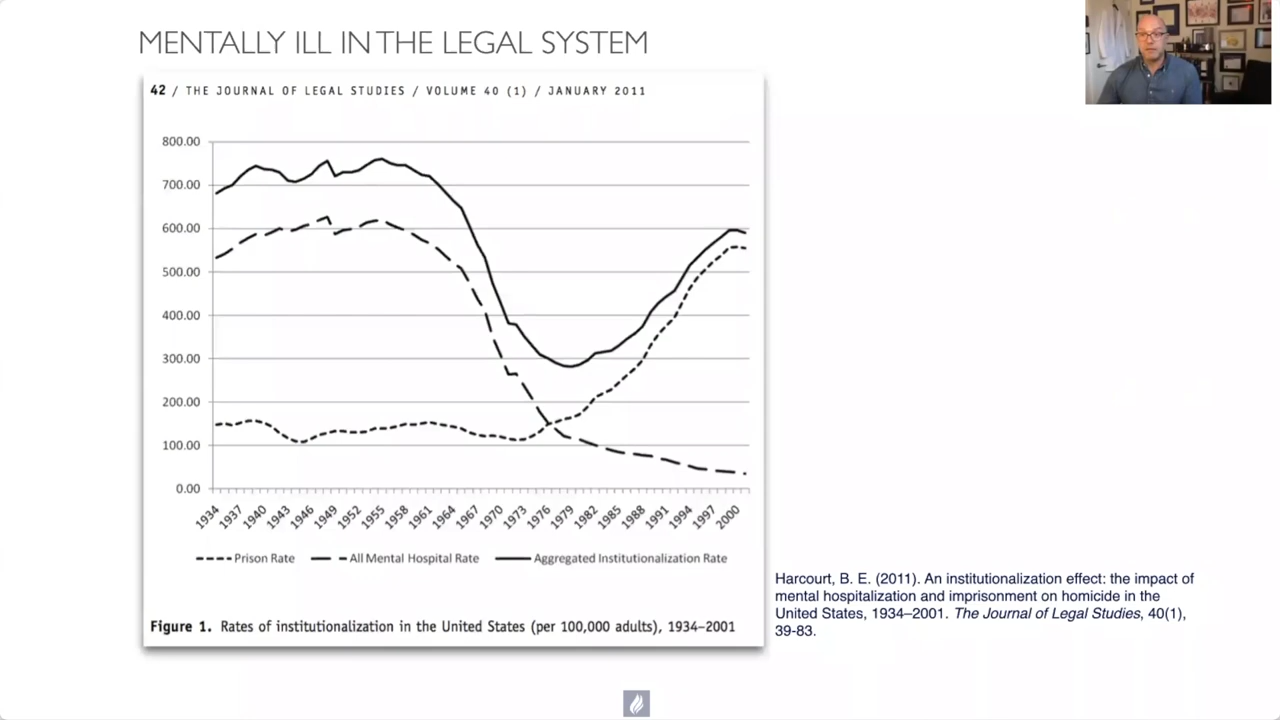 MENTALLY ILL IN THE LEGAL SYSTEM
42 / THE JOURNAL OF LEGAL STUDIES / VOLUME 40 (1) / JANUARY 2011
800.00
700.00
600.00
500.00
400.00
300.00
200.00
100.00
0.00
1934 1937 1940 1943 1946 1949 1952 1955 1958 1961 1964 1967 1970 1973 1976 1979 1982 1985 1988 1991 1994 1997 2000
Prison Rate All Mental Hospital Rate Aggregated Institutionalization Rate
Figure 1. Rates of institutionalization in the United States (per 100,000 adults), 1934–2001
Harcourt, B. E. (2011). An institutionalization effect: the impact of
mental hospitalization and imprisonment on homicide in the
United States, 1934–2001. The Journal of Legal Studies, 40(1),
39-83.